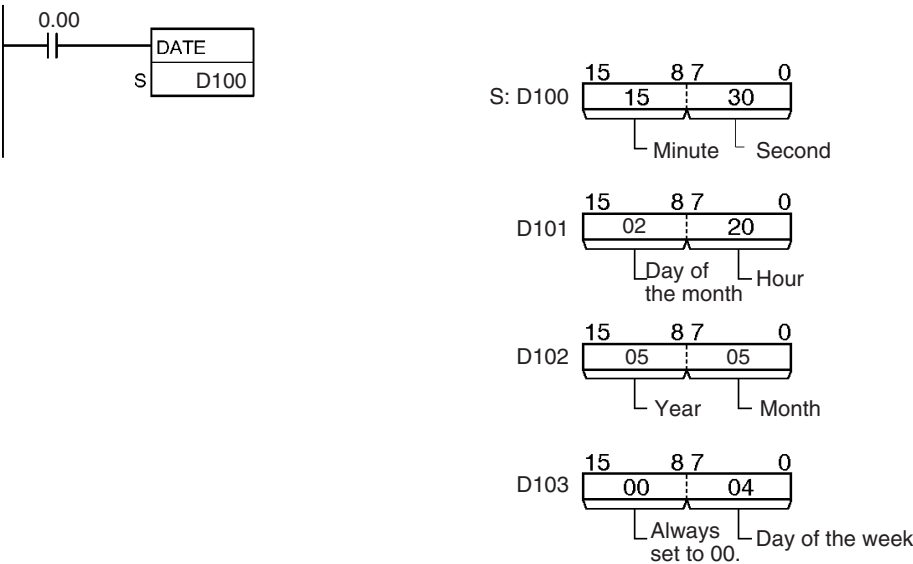 0.00
DATE
S D100
15 8 7 0
S: D100 15 30
Minute Second
15 8 7 0
D101 02 20
Day of
the month Hour
15 8 7 0
D102 05 05
Year Month
15 8 7 0
D103 00 04
Always
set to 00. Day of the week